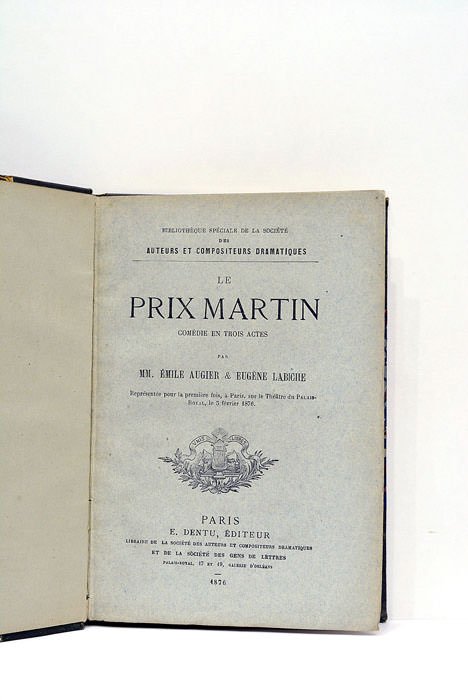 BIBLIOTHÈQUE SPÉCIALE DE LA SOCIÉTÉ
DES
AUTEURS ET COMPOSITEURS DRAMATIQUES
LE
PRIX MARTIN
COMÉDIE EN TROIS ACTES
PAR
MM. ÉMILE AUGIER & EUGÈNE LABICHE
Représentée pour la première fois, à Paris, sur le Théâtre du PALAIS-
ROYAL, le 5 février 1876.
PARIS
E. DENTU, ÉDITEUR
LIBRAIRE DE LA SOCIÉTÉ DES AUTEURS ET COMPOSITEURS DRAMATIQUES
ET DE LA SOCIÉTÉ DES GENS DE LETTRES
PALAIS-ROYAL, 17 ET 19, GALERIE D'ORLÉANS
—
1876